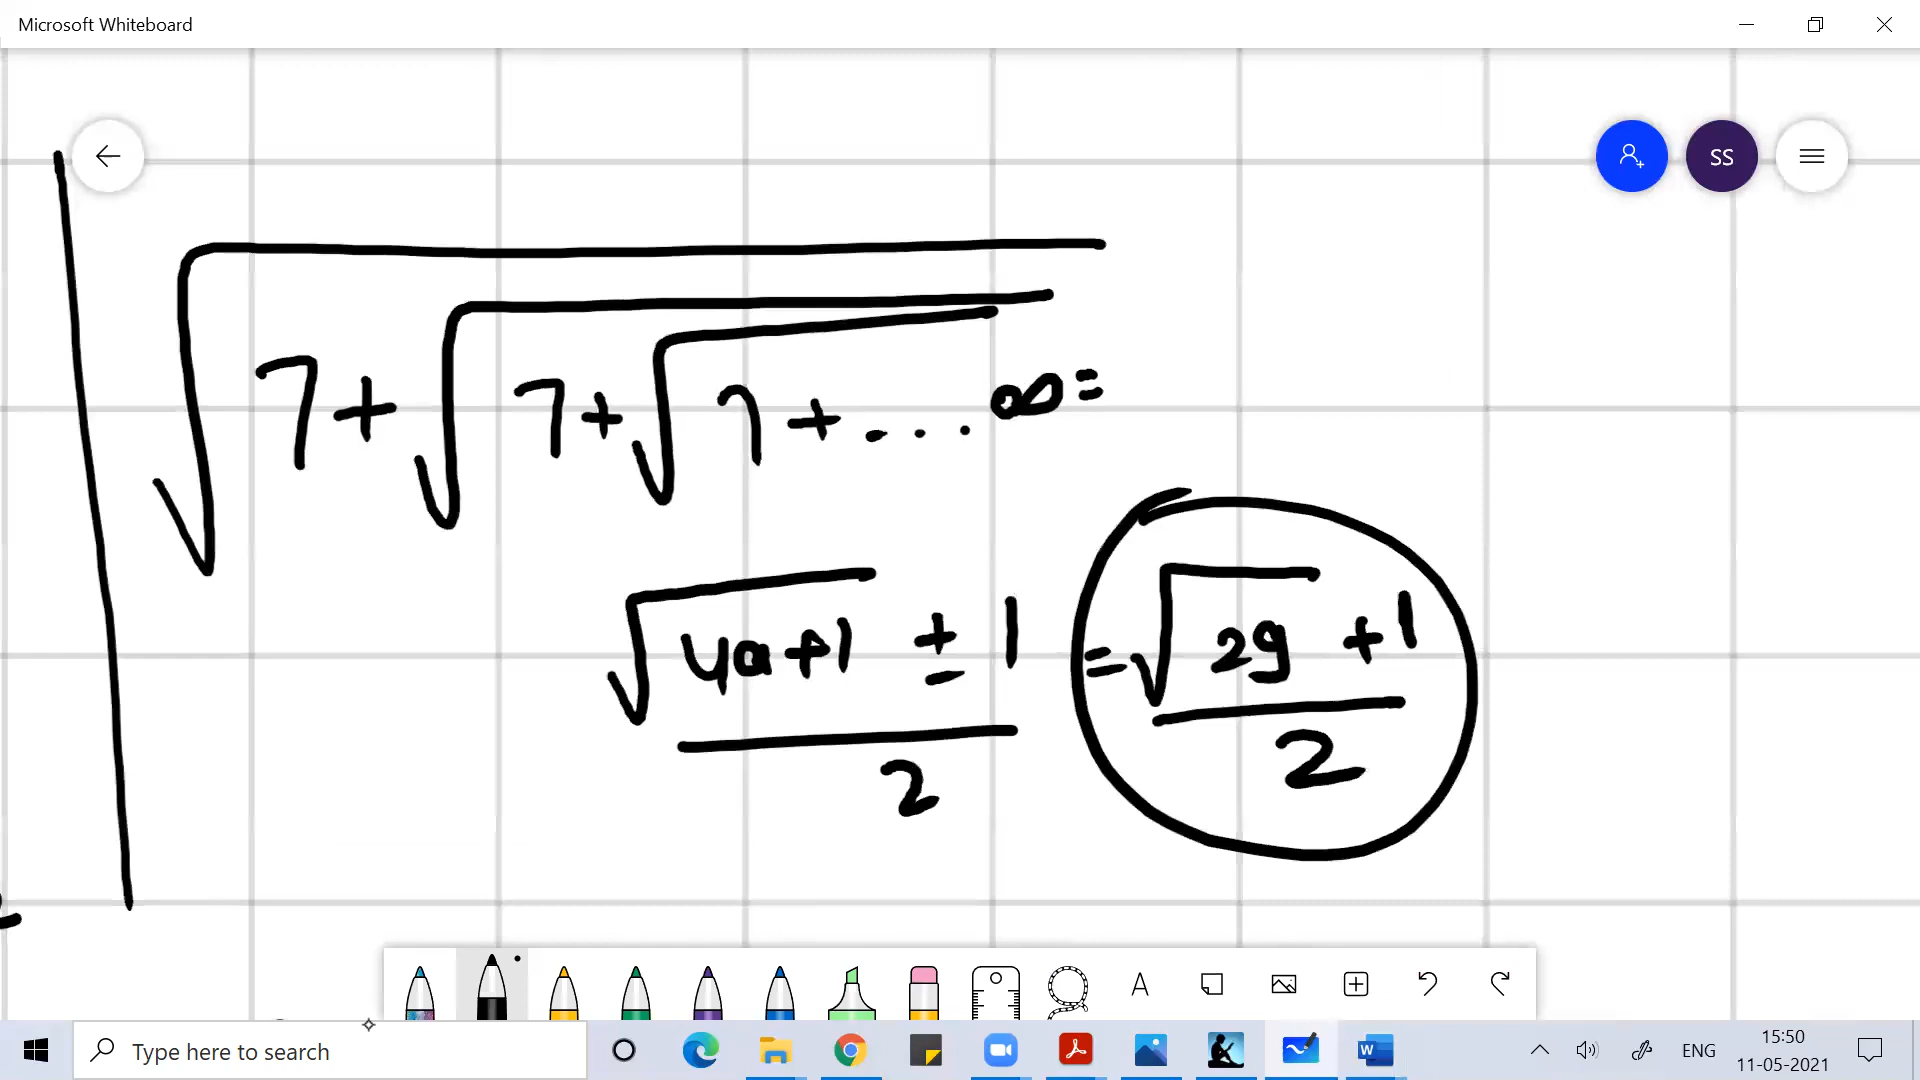 Microsoft Whiteboard
SS
√(7+√(7+√(7+...∞=
(√(4a+1) ± 1)/2 = (√29 + 1)/2
A
Type here to search
W
ENG
15:50
11-05-2021